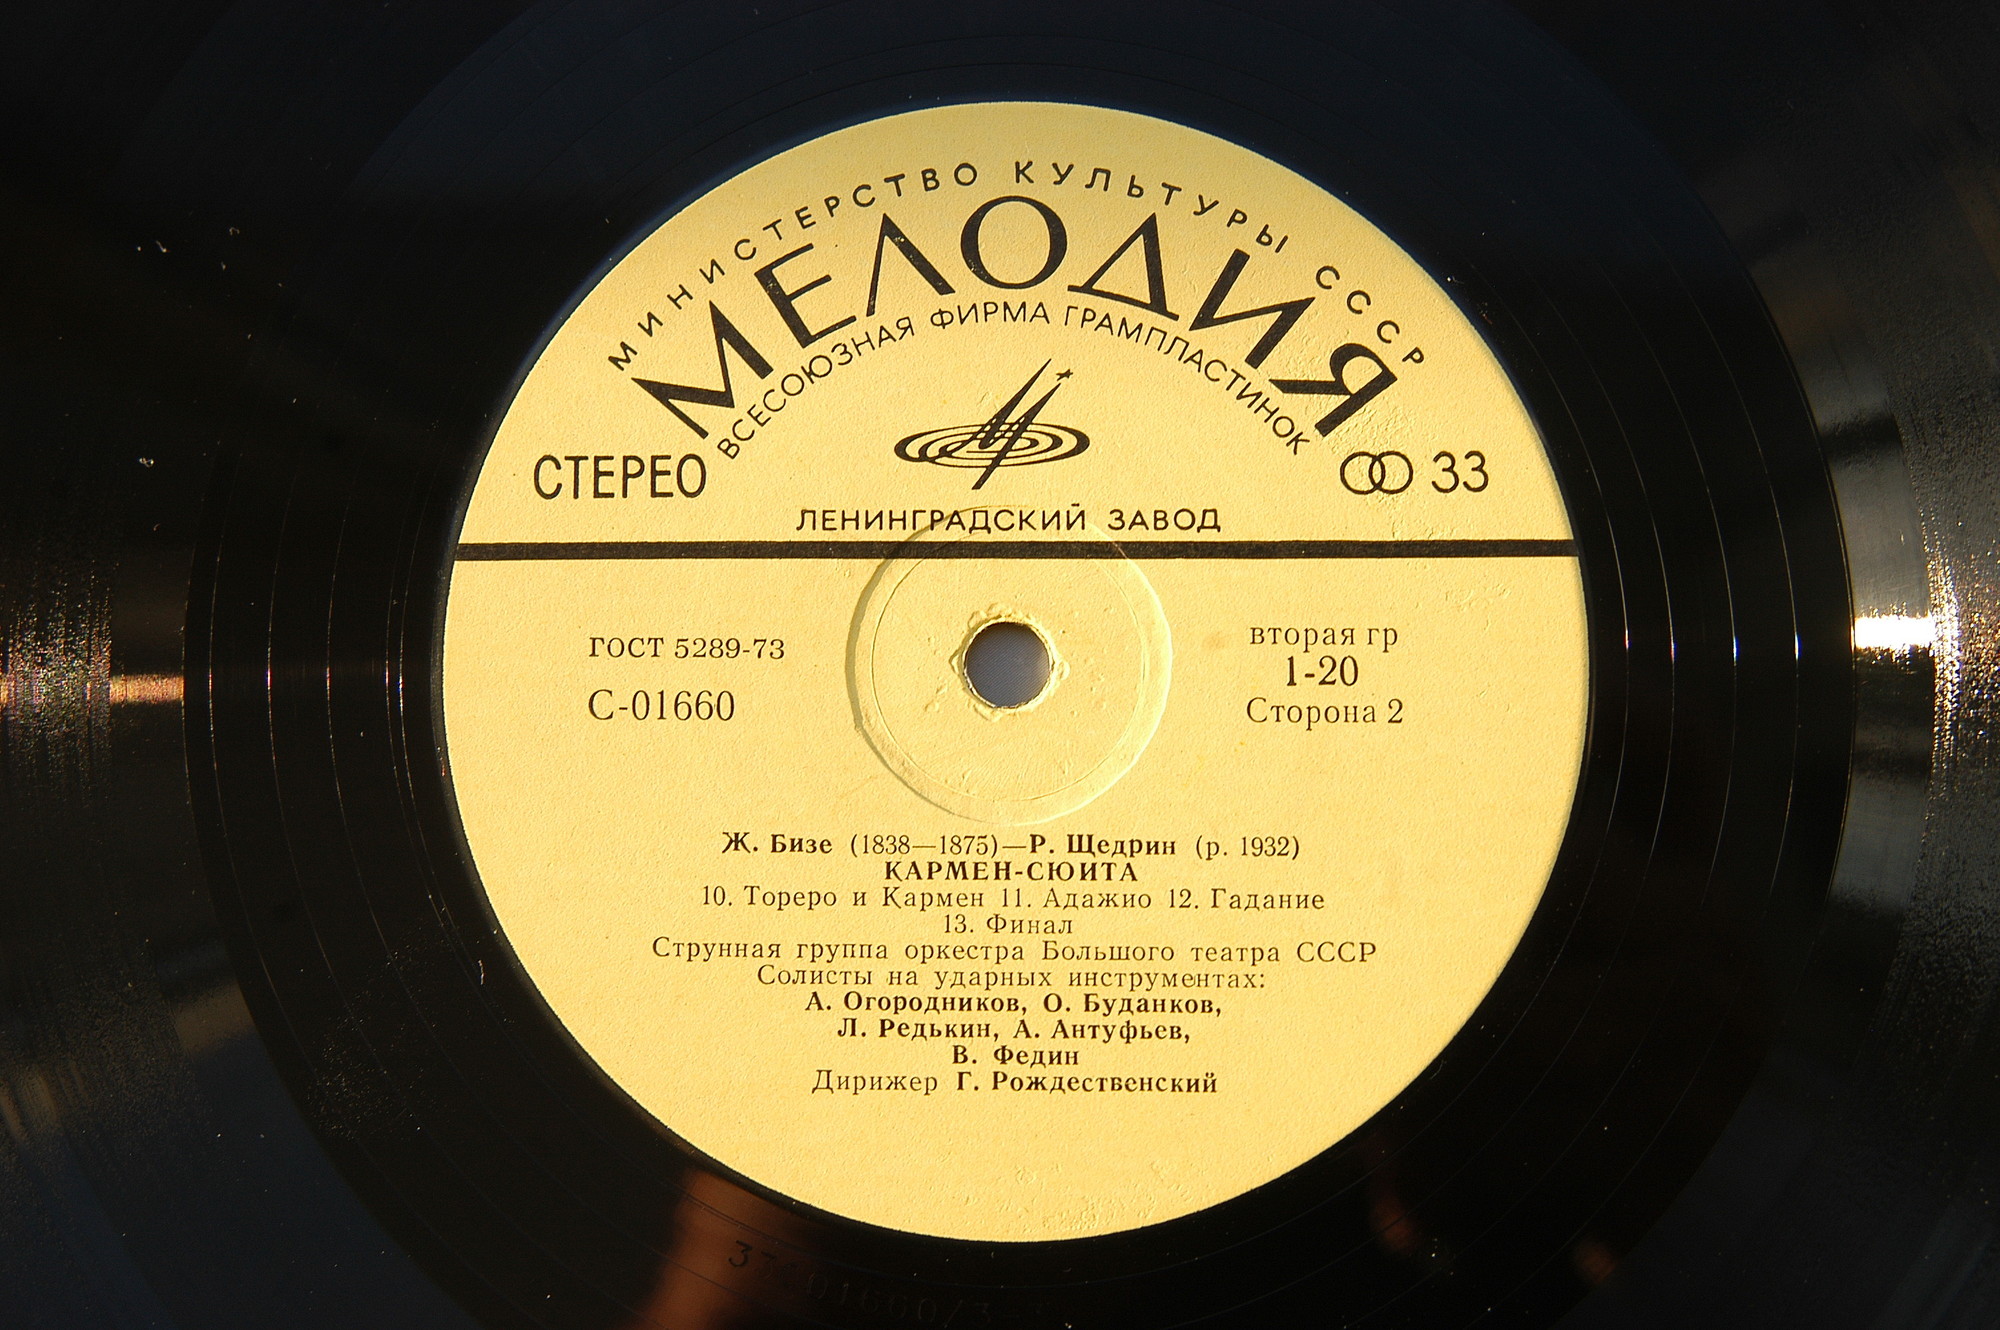 МИНИСТЕРСТВО КУЛЬТУРЫ СССР
МЕЛОДИЯ
ВСЕСОЮЗНАЯ ФИРМА ГРАМПЛАСТИНОК
СТЕРЕО
33
ЛЕНИНГРАДСКИЙ ЗАВОД
ГОСТ 5289-73
С-01660
вторая гр
1-20
Сторона 2
Ж. Бизе (1838—1875)—Р. Щедрин (р. 1932)
КАРМЕН-СЮИТА
10. Тореро и Кармен 11. Адажио 12. Гадание
13. Финал
Струнная группа оркестра Большого театра СССР
Солисты на ударных инструментах:
А. Огородников, О. Буданков,
Л. Редькин, А. Антуфьев,
В. Федин
Дирижер Г. Рождественский